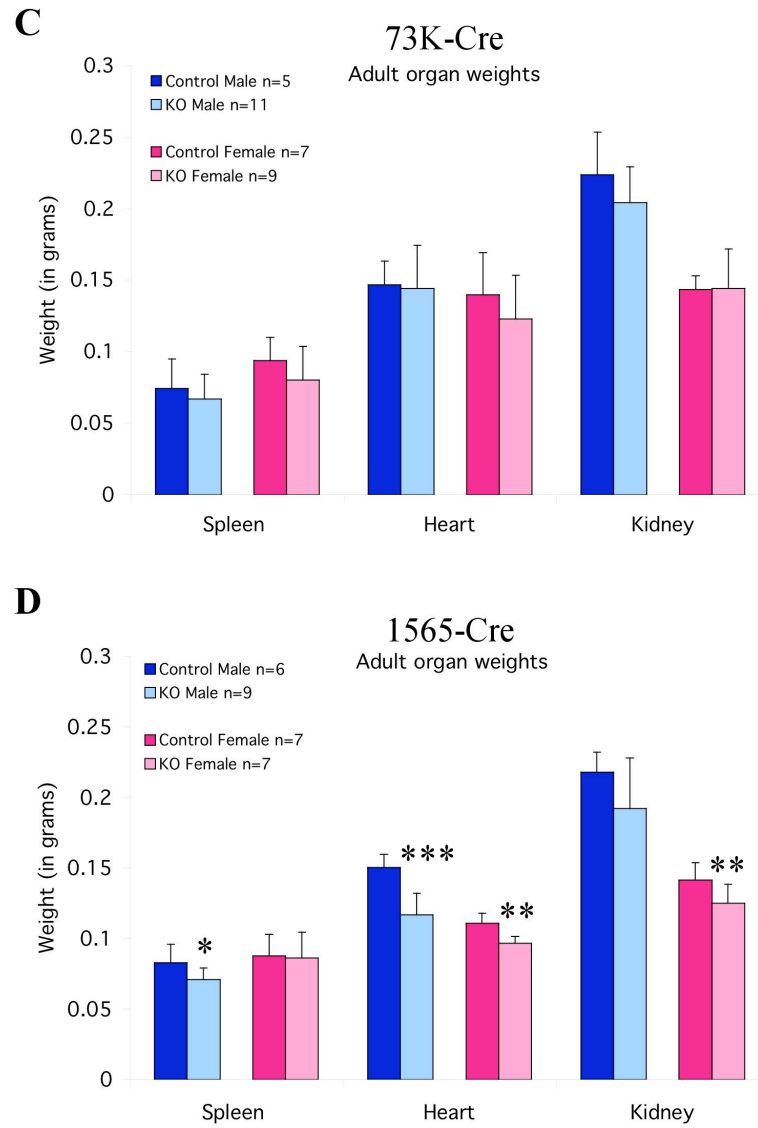 C
73K-Cre
Adult organ weights
Control Male n=5
KO Male n=11
Control Female n=7
KO Female n=9
Weight (in grams)
0.3
0.25
0.2
0.15
0.1
0.05
0
Spleen Heart Kidney
D
1565-Cre
Adult organ weights
Control Male n=6
KO Male n=9
Control Female n=7
KO Female n=7
Weight (in grams)
0.3
0.25
0.2
0.15
0.1
0.05
0
*
***
**
**
Spleen Heart Kidney